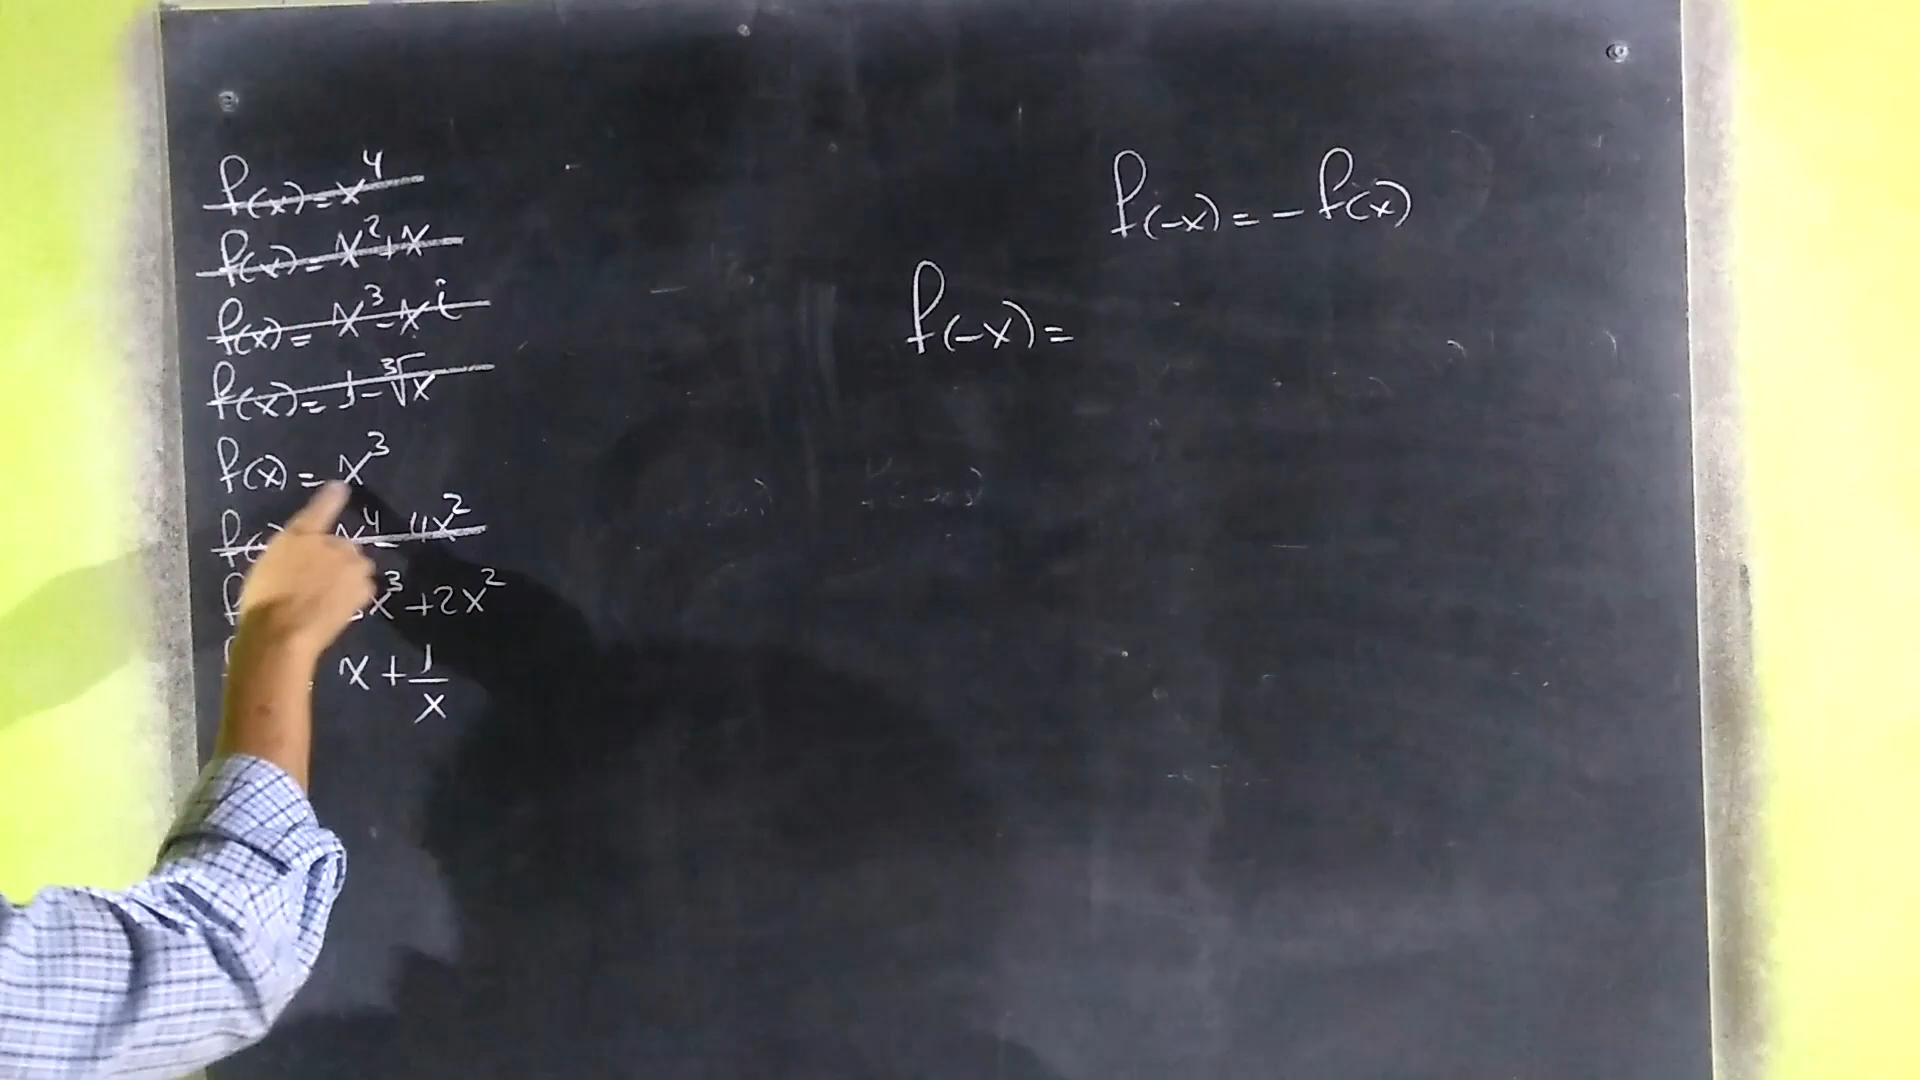 f(x) = x⁴
f(x) = x² + x
f(x) = x³ - x i
f(x) = 1 - ∛x
f(x) = x³
x⁴ - 4x²
x³ + 2x²
x + 1/x
f(-x) = - f(x)
f(-x) =